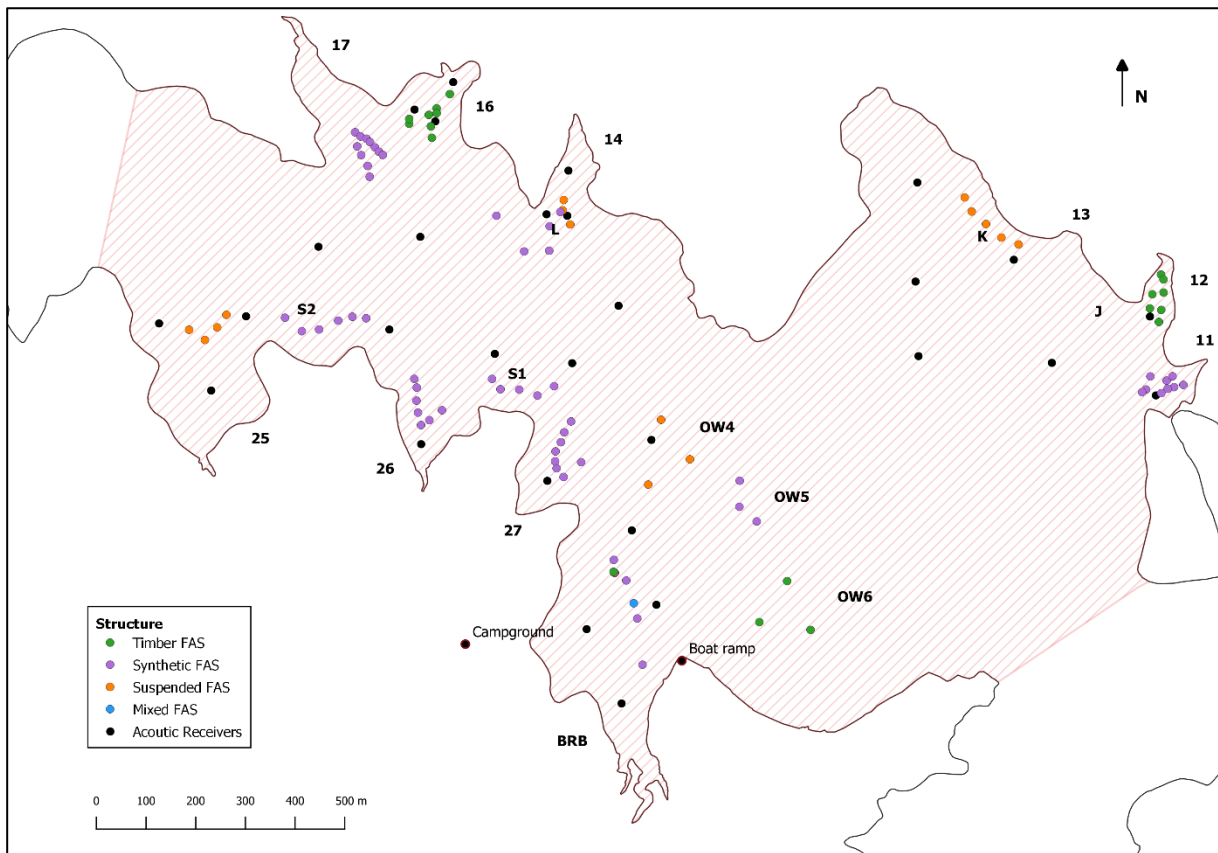 17
16
14
N
13
L
K
12
S2
J
11
S1
OW4
25
26
OW5
27
OW6
Structure
Timber FAS
Synthetic FAS
Suspended FAS
Mixed FAS
Acoutic Receivers
Campground
Boat ramp
BRB
0 100 200 300 400 500 m